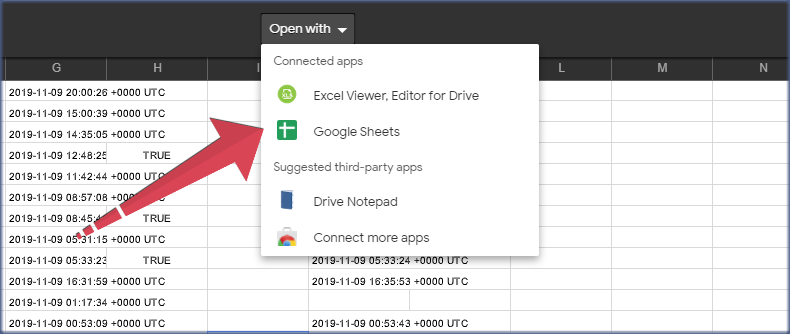 Open with
Connected apps
G H I L M N
2019-11-09 20:00:26 +0000 UTC
Excel Viewer, Editor for Drive
2019-11-09 15:00:39 +0000 UTC
2019-11-09 14:35:05 +0000 UTC
Google Sheets
2019-11-09 12:48:25 TRUE
2019-11-09 11:42:44 +0000 UTC
Suggested third-party apps
2019-11-09 08:57:08 +0000 UTC
Drive Notepad
2019-11-09 08:45:4 TRUE
2019-11-09 05:31:15 +0000 UTC
Connect more apps
2019-11-09 05:33:23 TRUE 2019-11-09 05:33:24 +0000 UTC
2019-11-09 16:31:59 +0000 UTC 2019-11-09 16:35:53 +0000 UTC
2019-11-09 01:17:34 +0000 UTC
2019-11-09 00:53:09 +0000 UTC 2019-11-09 00:53:43 +0000 UTC